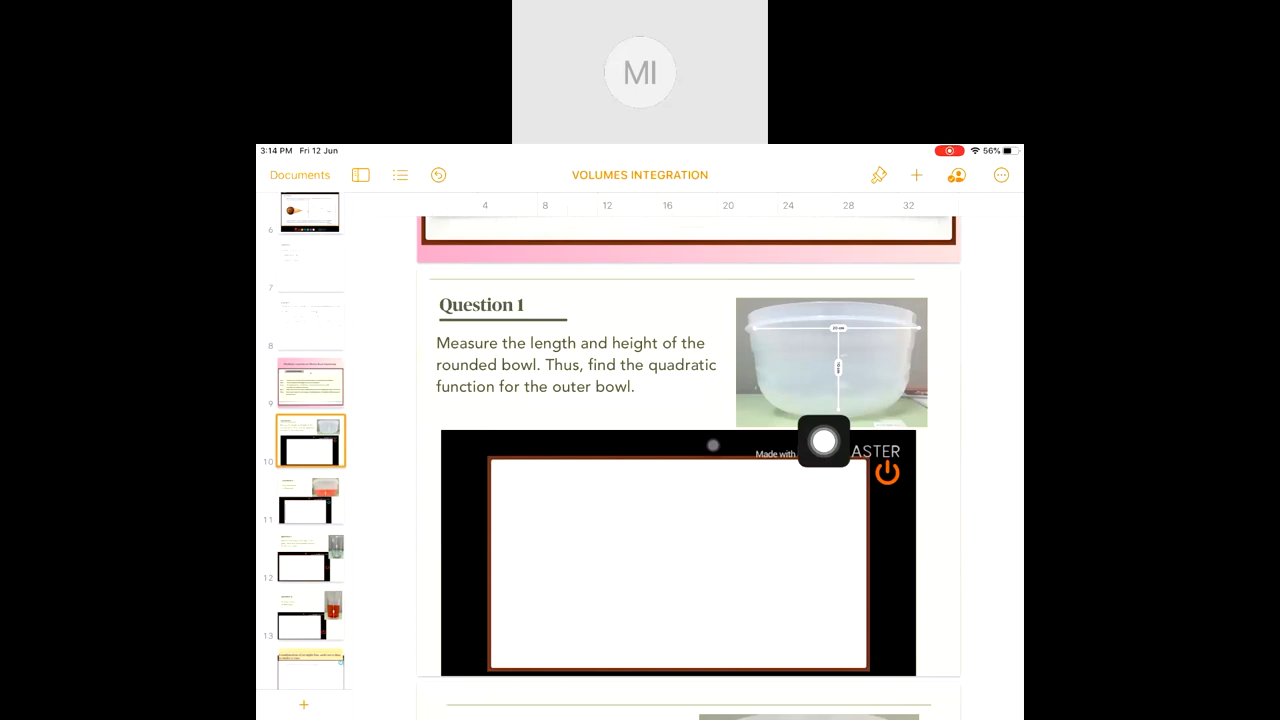 MI
3:14 PM Fri 12 Jun
56%
Documents
VOLUMES INTEGRATION
4 8 12 16 20 24 28 32
6
7
8
9
10
11
12
13
Question 1
Measure the length and height of the
rounded bowl. Thus, find the quadratic
function for the outer bowl.
Made with
ASTER